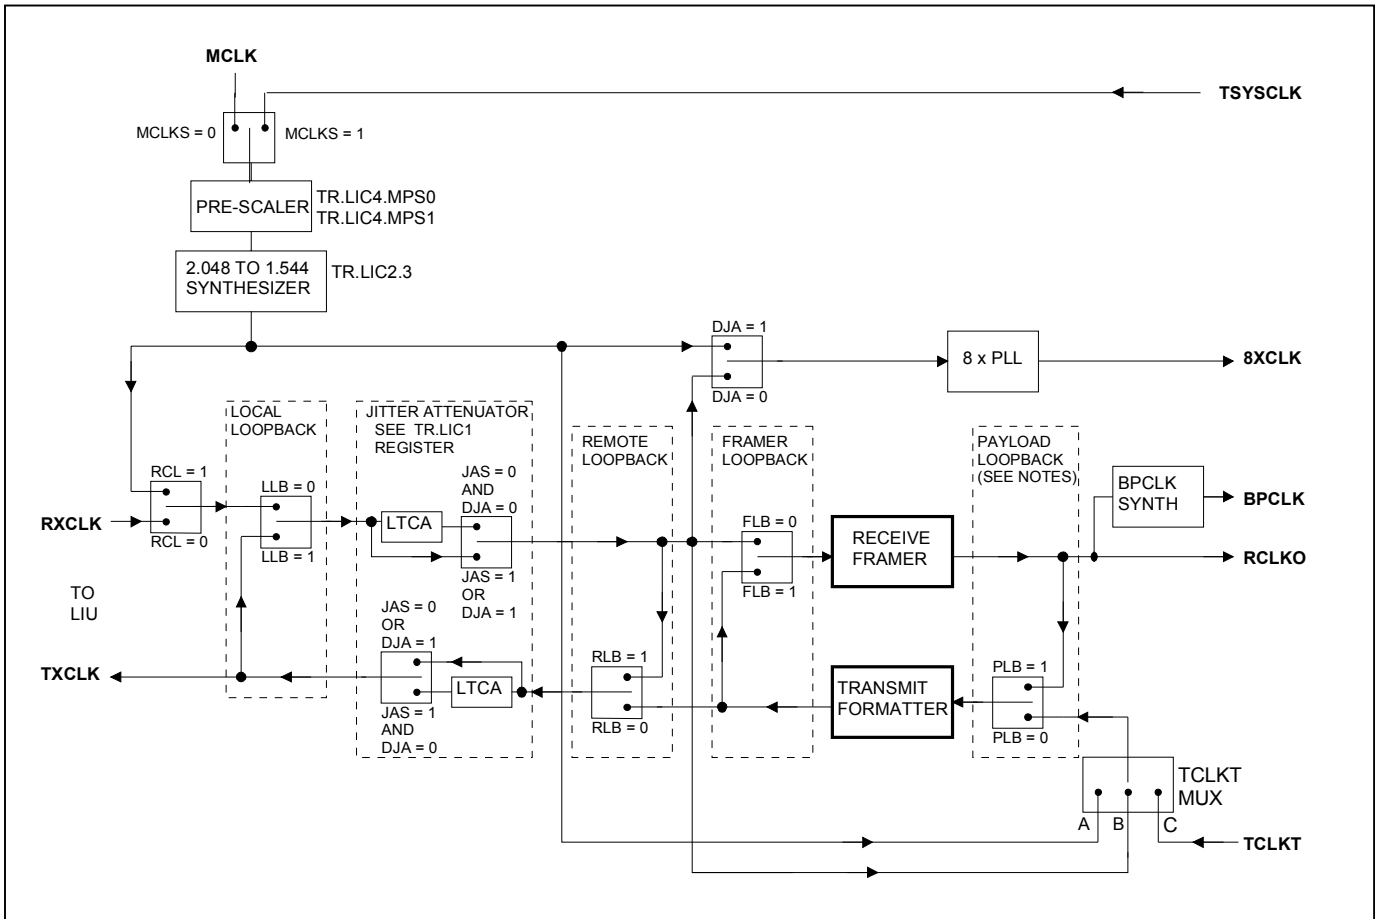 MCLK
TSYSCLK
MCLKS = 0
MCLKS = 1
PRE-SCALER
TR.LIC4.MPS0
TR.LIC4.MPS1
2.048 TO 1.544
SYNTHESIZER
TR.LIC2.3
DJA = 1
DJA = 0
8 x PLL
8XCLK
LOCAL
LOOPBACK
JITTER ATTENUATOR
SEE TR.LIC1
REGISTER
REMOTE
LOOPBACK
FRAMER
LOOPBACK
PAYLOAD
LOOPBACK
(SEE NOTES)
RCL = 1
RCL = 0
RXCLK
LLB = 0
LLB = 1
LTCA
JAS = 0
AND
DJA = 0
JAS = 1
OR
DJA = 1
FLB = 0
FLB = 1
RECEIVE
FRAMER
BPCLK
SYNTH
BPCLK
RCLKO
TO
LIU
TXCLK
JAS = 0
OR
DJA = 1
LTCA
JAS = 1
AND
DJA = 0
RLB = 1
RLB = 0
TRANSMIT
FORMATTER
PLB = 1
PLB = 0
TCLKT
MUX
A
B
C
TCLKT